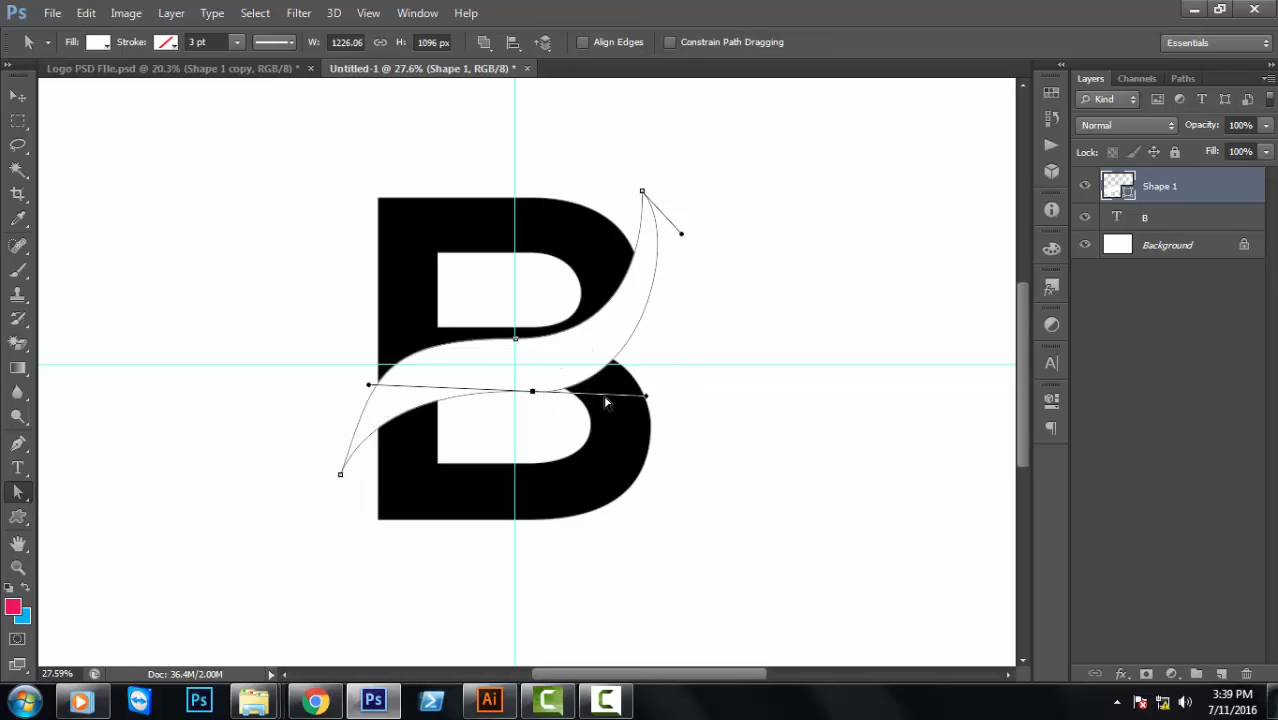 Ps File Edit Image Layer Type Select Filter 3D View Window Help
Fill: Stroke: 3 pt W: 1226.06 H: 1096 px Align Edges Constrain Path Dragging Essentials
Logo PSD FIle.psd @ 20.3% (Shape 1 copy, RGB/8) * × Untitled-1 @ 27.6% (Shape 1, RGB/8) * ×
Layers Channels Paths
Kind
Normal Opacity: 100%
Lock: Fill: 100%
Shape 1
T B
Background
B
27.59% Doc: 36.4M/2.00M
Ps Ps Ai
3:39 PM
7/11/2016